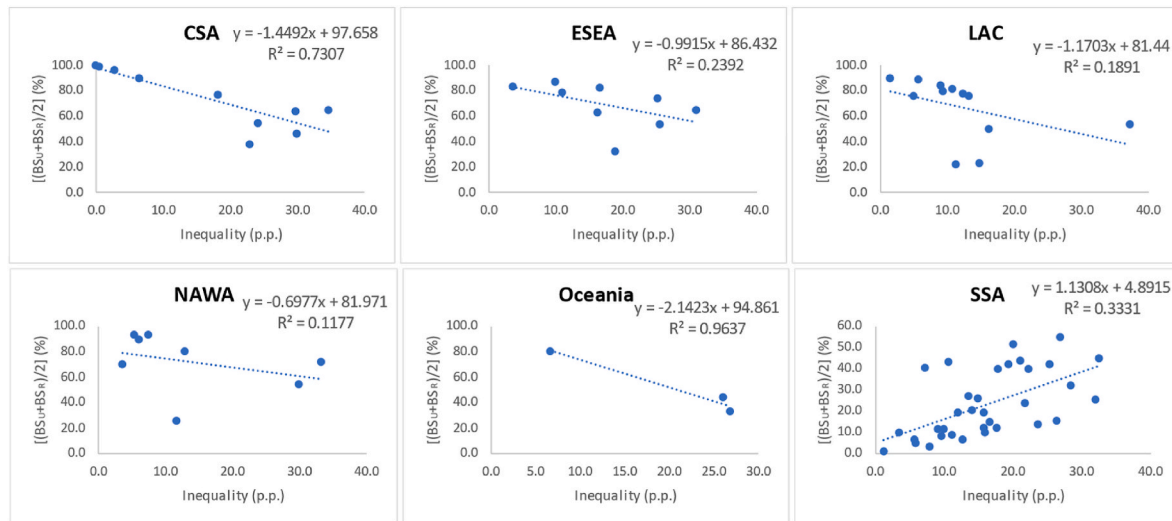 CSA
y = -1.4492x + 97.658
R² = 0.7307
[(BSU+BSR)/2] (%)
100.0
80.0
60.0
40.0
20.0
0.0
0.0 10.0 20.0 30.0 40.0
Inequality (p.p.)
ESEA
y = -0.9915x + 86.432
R² = 0.2392
[(BSU+BSR)/2] (%)
100.0
80.0
60.0
40.0
20.0
0.0
0.0 10.0 20.0 30.0 40.0
Inequality (p.p.)
LAC
y = -1.1703x + 81.44
R² = 0.1891
[(BSU+BSR)/2] (%)
100.0
80.0
60.0
40.0
20.0
0.0
0.0 10.0 20.0 30.0 40.0
Inequality (p.p.)
NAWA
y = -0.6977x + 81.971
R² = 0.1177
[(BSU+BSR)/2] (%)
100.0
80.0
60.0
40.0
20.0
0.0
0.0 10.0 20.0 30.0 40.0
Inequality (p.p.)
Oceania
y = -2.1423x + 94.861
R² = 0.9637
[(BSU+BSR)/2] (%)
100.0
80.0
60.0
40.0
20.0
0.0
0.0 5.0 10.0 15.0 20.0 25.0 30.0
Inequality (p.p.)
SSA
y = 1.1308x + 4.8915
R² = 0.3331
[(BSU+BSR)/2] (%)
60.0
50.0
40.0
30.0
20.0
10.0
0.0
0.0 10.0 20.0 30.0 40.0
Inequality (p.p.)